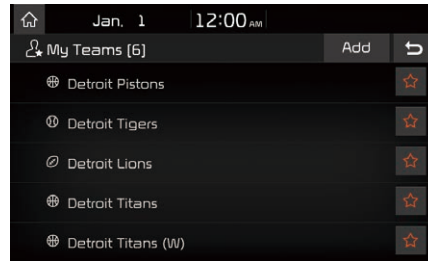 Jan. 1 12:00 AM
My Teams (6) Add
Detroit Pistons
Detroit Tigers
Detroit Lions
Detroit Titans
Detroit Titans (W)